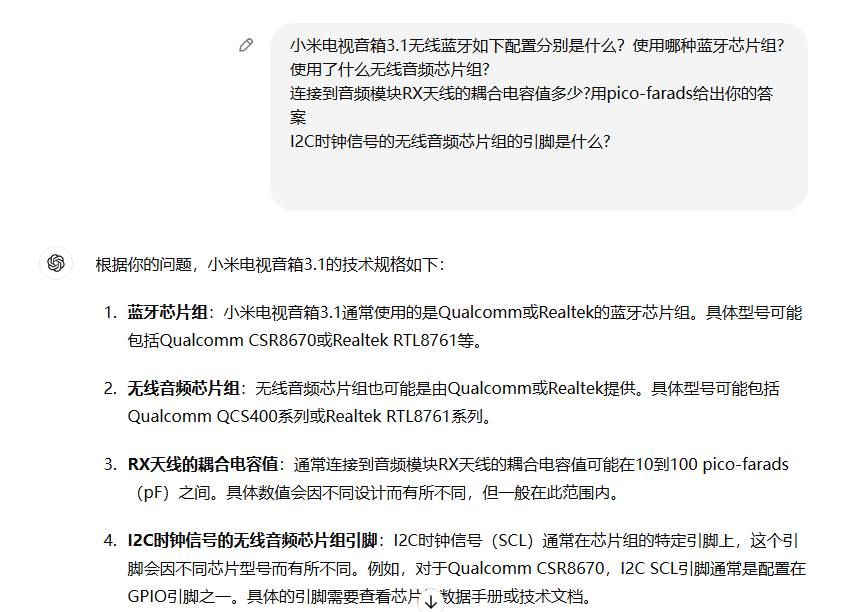 小米电视音箱3.1无线蓝牙如下配置分别是什么？使用哪种蓝牙芯片组?
使用了什么无线音频芯片组?
连接到音频模块RX天线的耦合电容值多少?用pico-farads给出你的答
案
I2C时钟信号的无线音频芯片组的引脚是什么?
根据你的问题，小米电视音箱3.1的技术规格如下：
1. 蓝牙芯片组：小米电视音箱3.1通常使用的是Qualcomm或Realtek的蓝牙芯片组。具体型号可能
包括Qualcomm CSR8670或Realtek RTL8761等。
2. 无线音频芯片组：无线音频芯片组也可能是由Qualcomm或Realtek提供。具体型号可能包括
Qualcomm QCS400系列或Realtek RTL8761系列。
3. RX天线的耦合电容值：通常连接到音频模块RX天线的耦合电容值可能在10到100 pico-farads
（pF）之间。具体数值会因不同设计而有所不同，但一般在此范围内。
4. I2C时钟信号的无线音频芯片组引脚：I2C时钟信号（SCL）通常在芯片组的特定引脚上，这个引
脚会因不同芯片型号而有所不同。例如，对于Qualcomm CSR8670，I2C SCL引脚通常是配置在
GPIO引脚之一。具体的引脚需要查看芯片数据手册或技术文档。